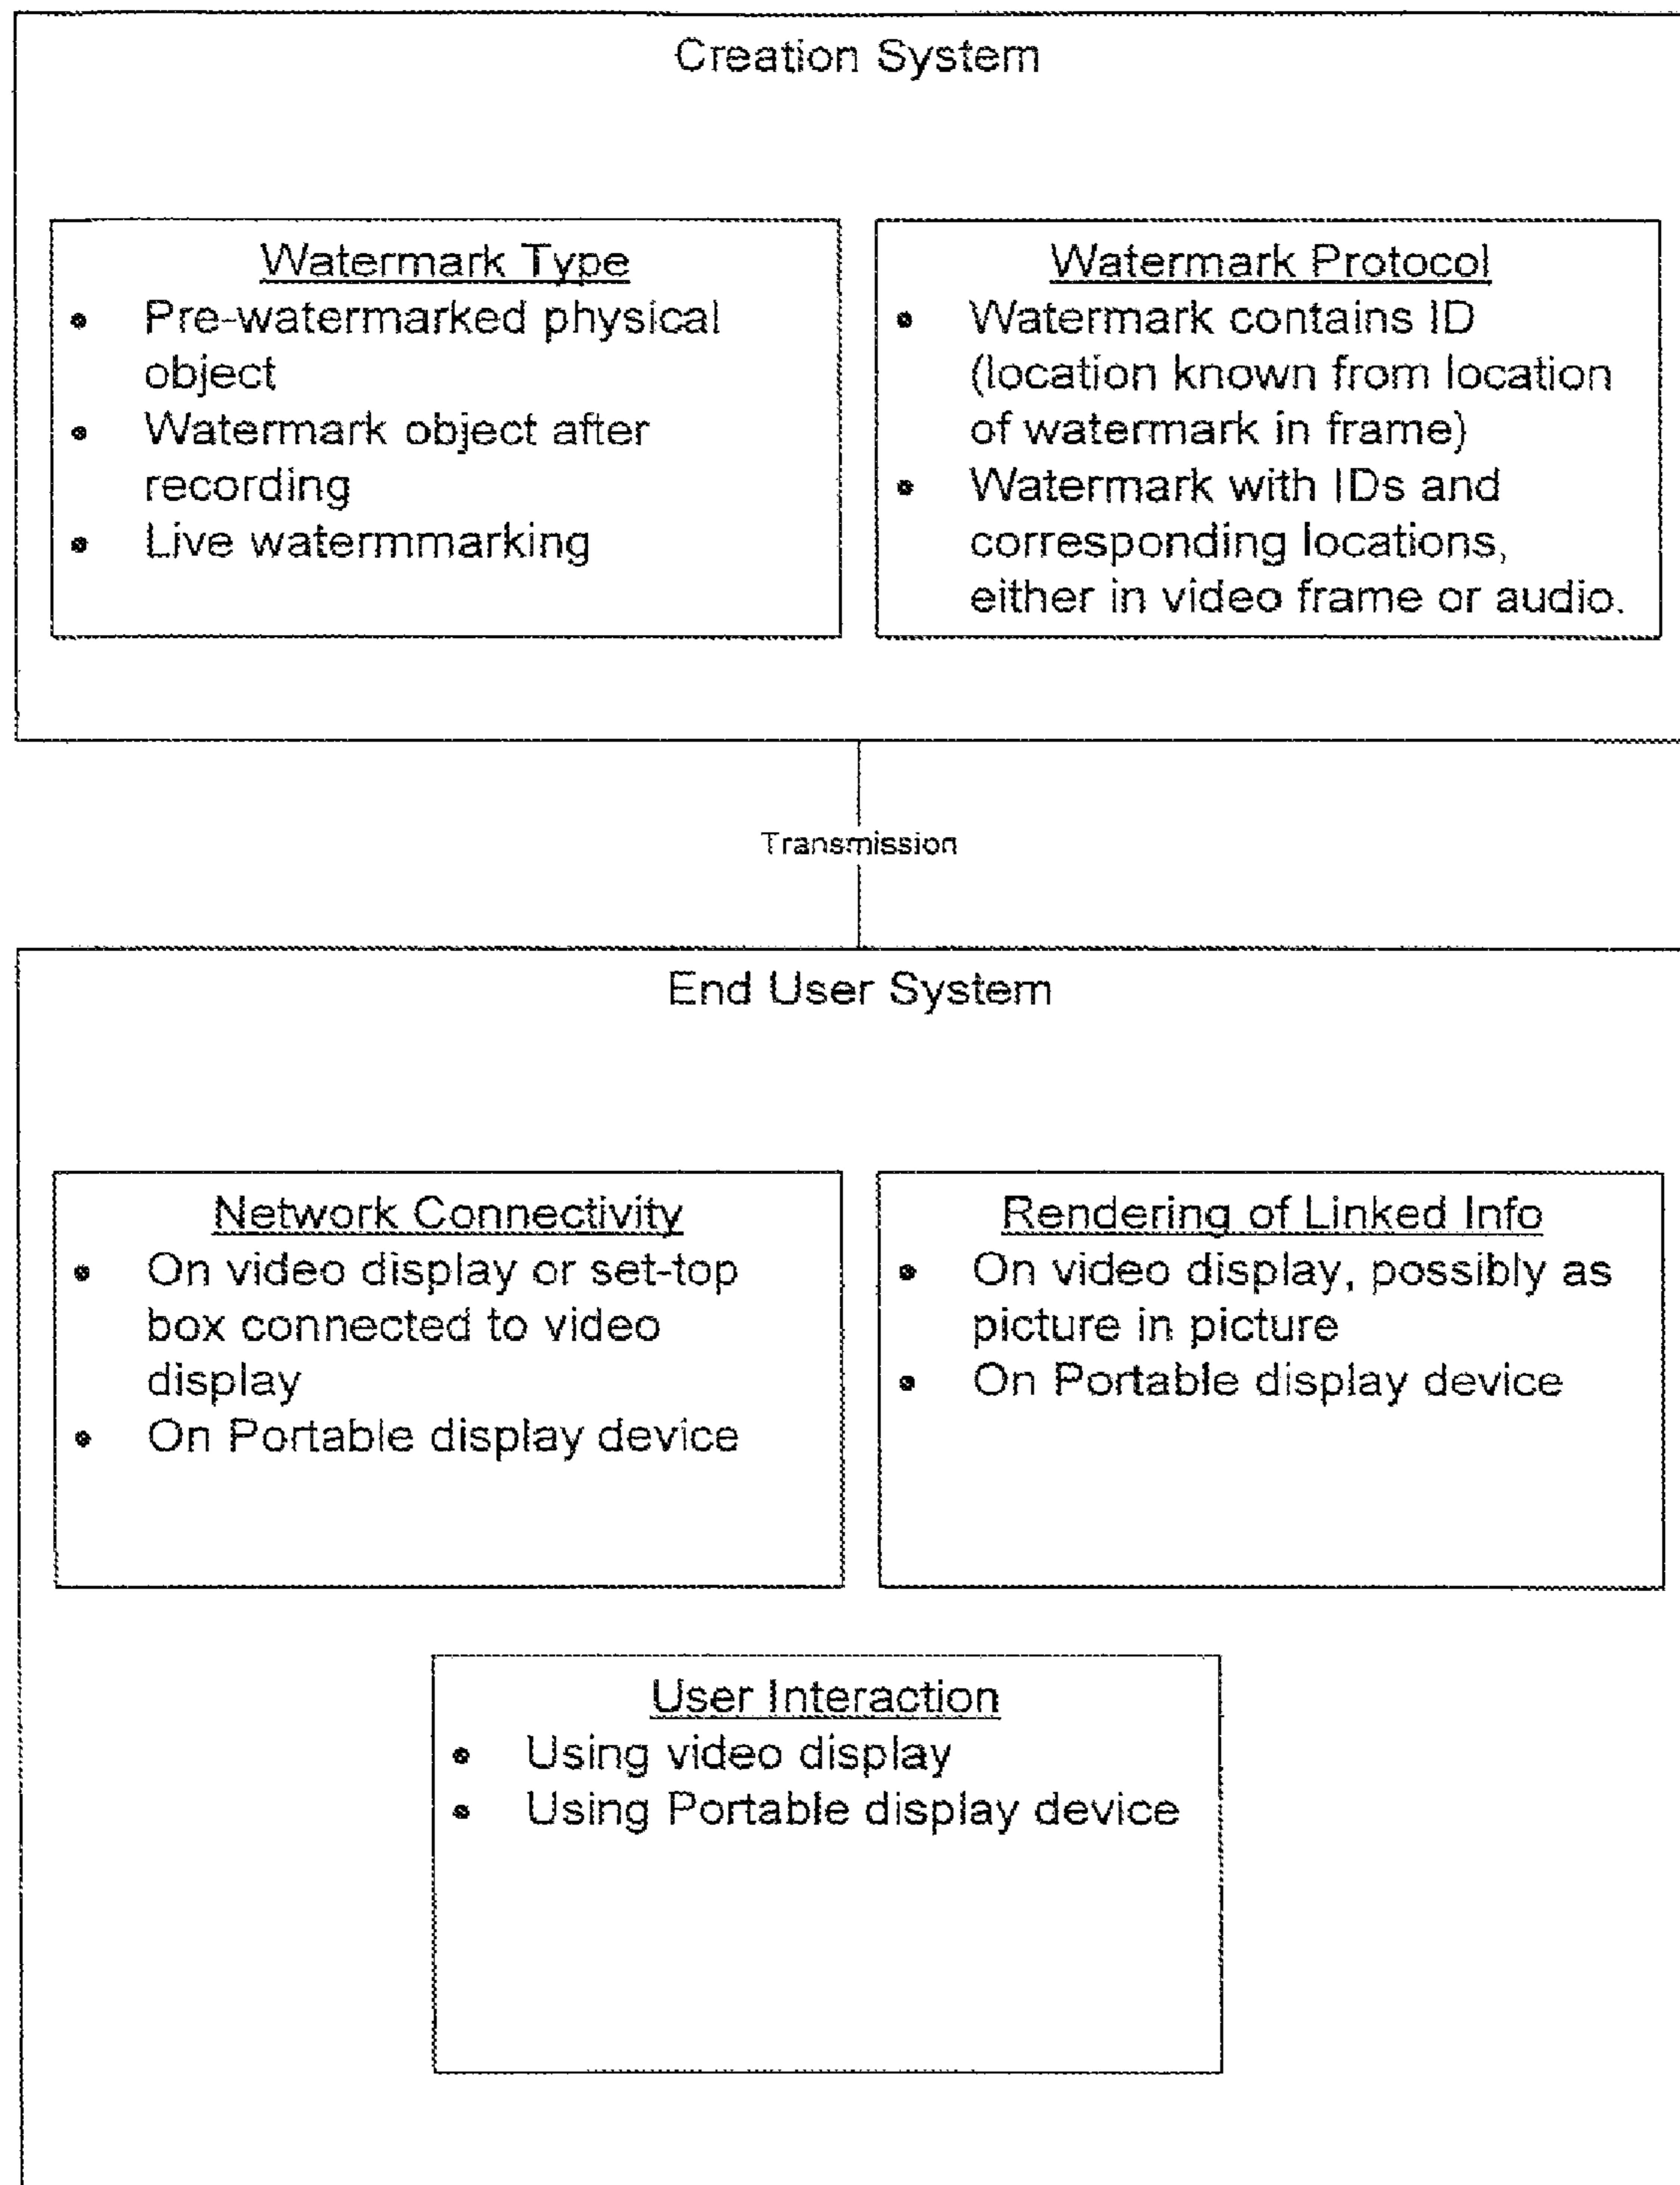 Creation System
Watermark Type
• Pre-watermarked physical
object
• Watermark object after
recording
• Live watermmarking
Watermark Protocol
• Watermark contains ID
(location known from location
of watermark in frame)
• Watermark with IDs and
corresponding locations,
either in video frame or audio.
Transmission
End User System
Network Connectivity
• On video display or set-top
box connected to video
display
• On Portable display device
Rendering of Linked Info
• On video display, possibly as
picture in picture
• On Portable display device
User Interaction
• Using video display
• Using Portable display device